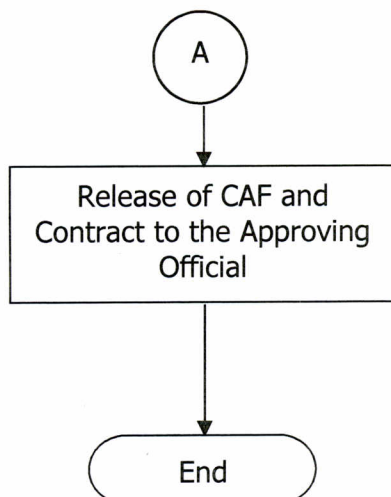 A
Release of CAF and
Contract to the Approving
Official
End